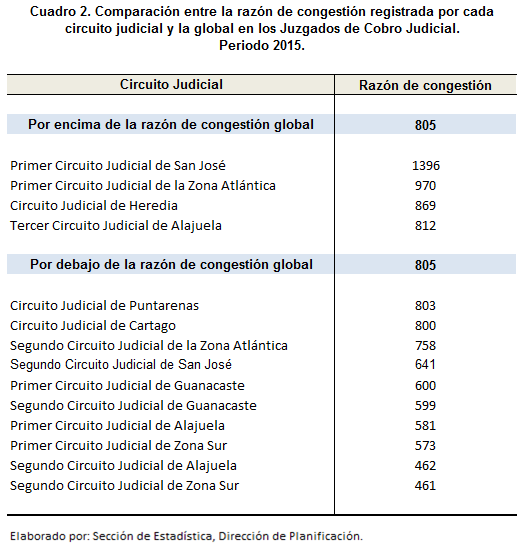 Cuadro 2. Comparación entre la razón de congestión registrada por cada
circuito judicial y la global en los Juzgados de Cobro Judicial.
Periodo 2015.
Circuito Judicial Razón de congestión
Por encima de la razón de congestión global 805
Primer Circuito Judicial de San José 1396
Primer Circuito Judicial de la Zona Atlántica 970
Circuito Judicial de Heredia 869
Tercer Circuito Judicial de Alajuela 812
Por debajo de la razón de congestión global 805
Circuito Judicial de Puntarenas 803
Circuito Judicial de Cartago 800
Segundo Circuito Judicial de la Zona Atlántica 758
Segundo Circuito Judicial de San José 641
Primer Circuito Judicial de Guanacaste 600
Segundo Circuito Judicial de Guanacaste 599
Primer Circuito Judicial de Alajuela 581
Primer Circuito Judicial de Zona Sur 573
Segundo Circuito Judicial de Alajuela 462
Segundo Circuito Judicial de Zona Sur 461
Elaborado por: Sección de Estadística, Dirección de Planificación.